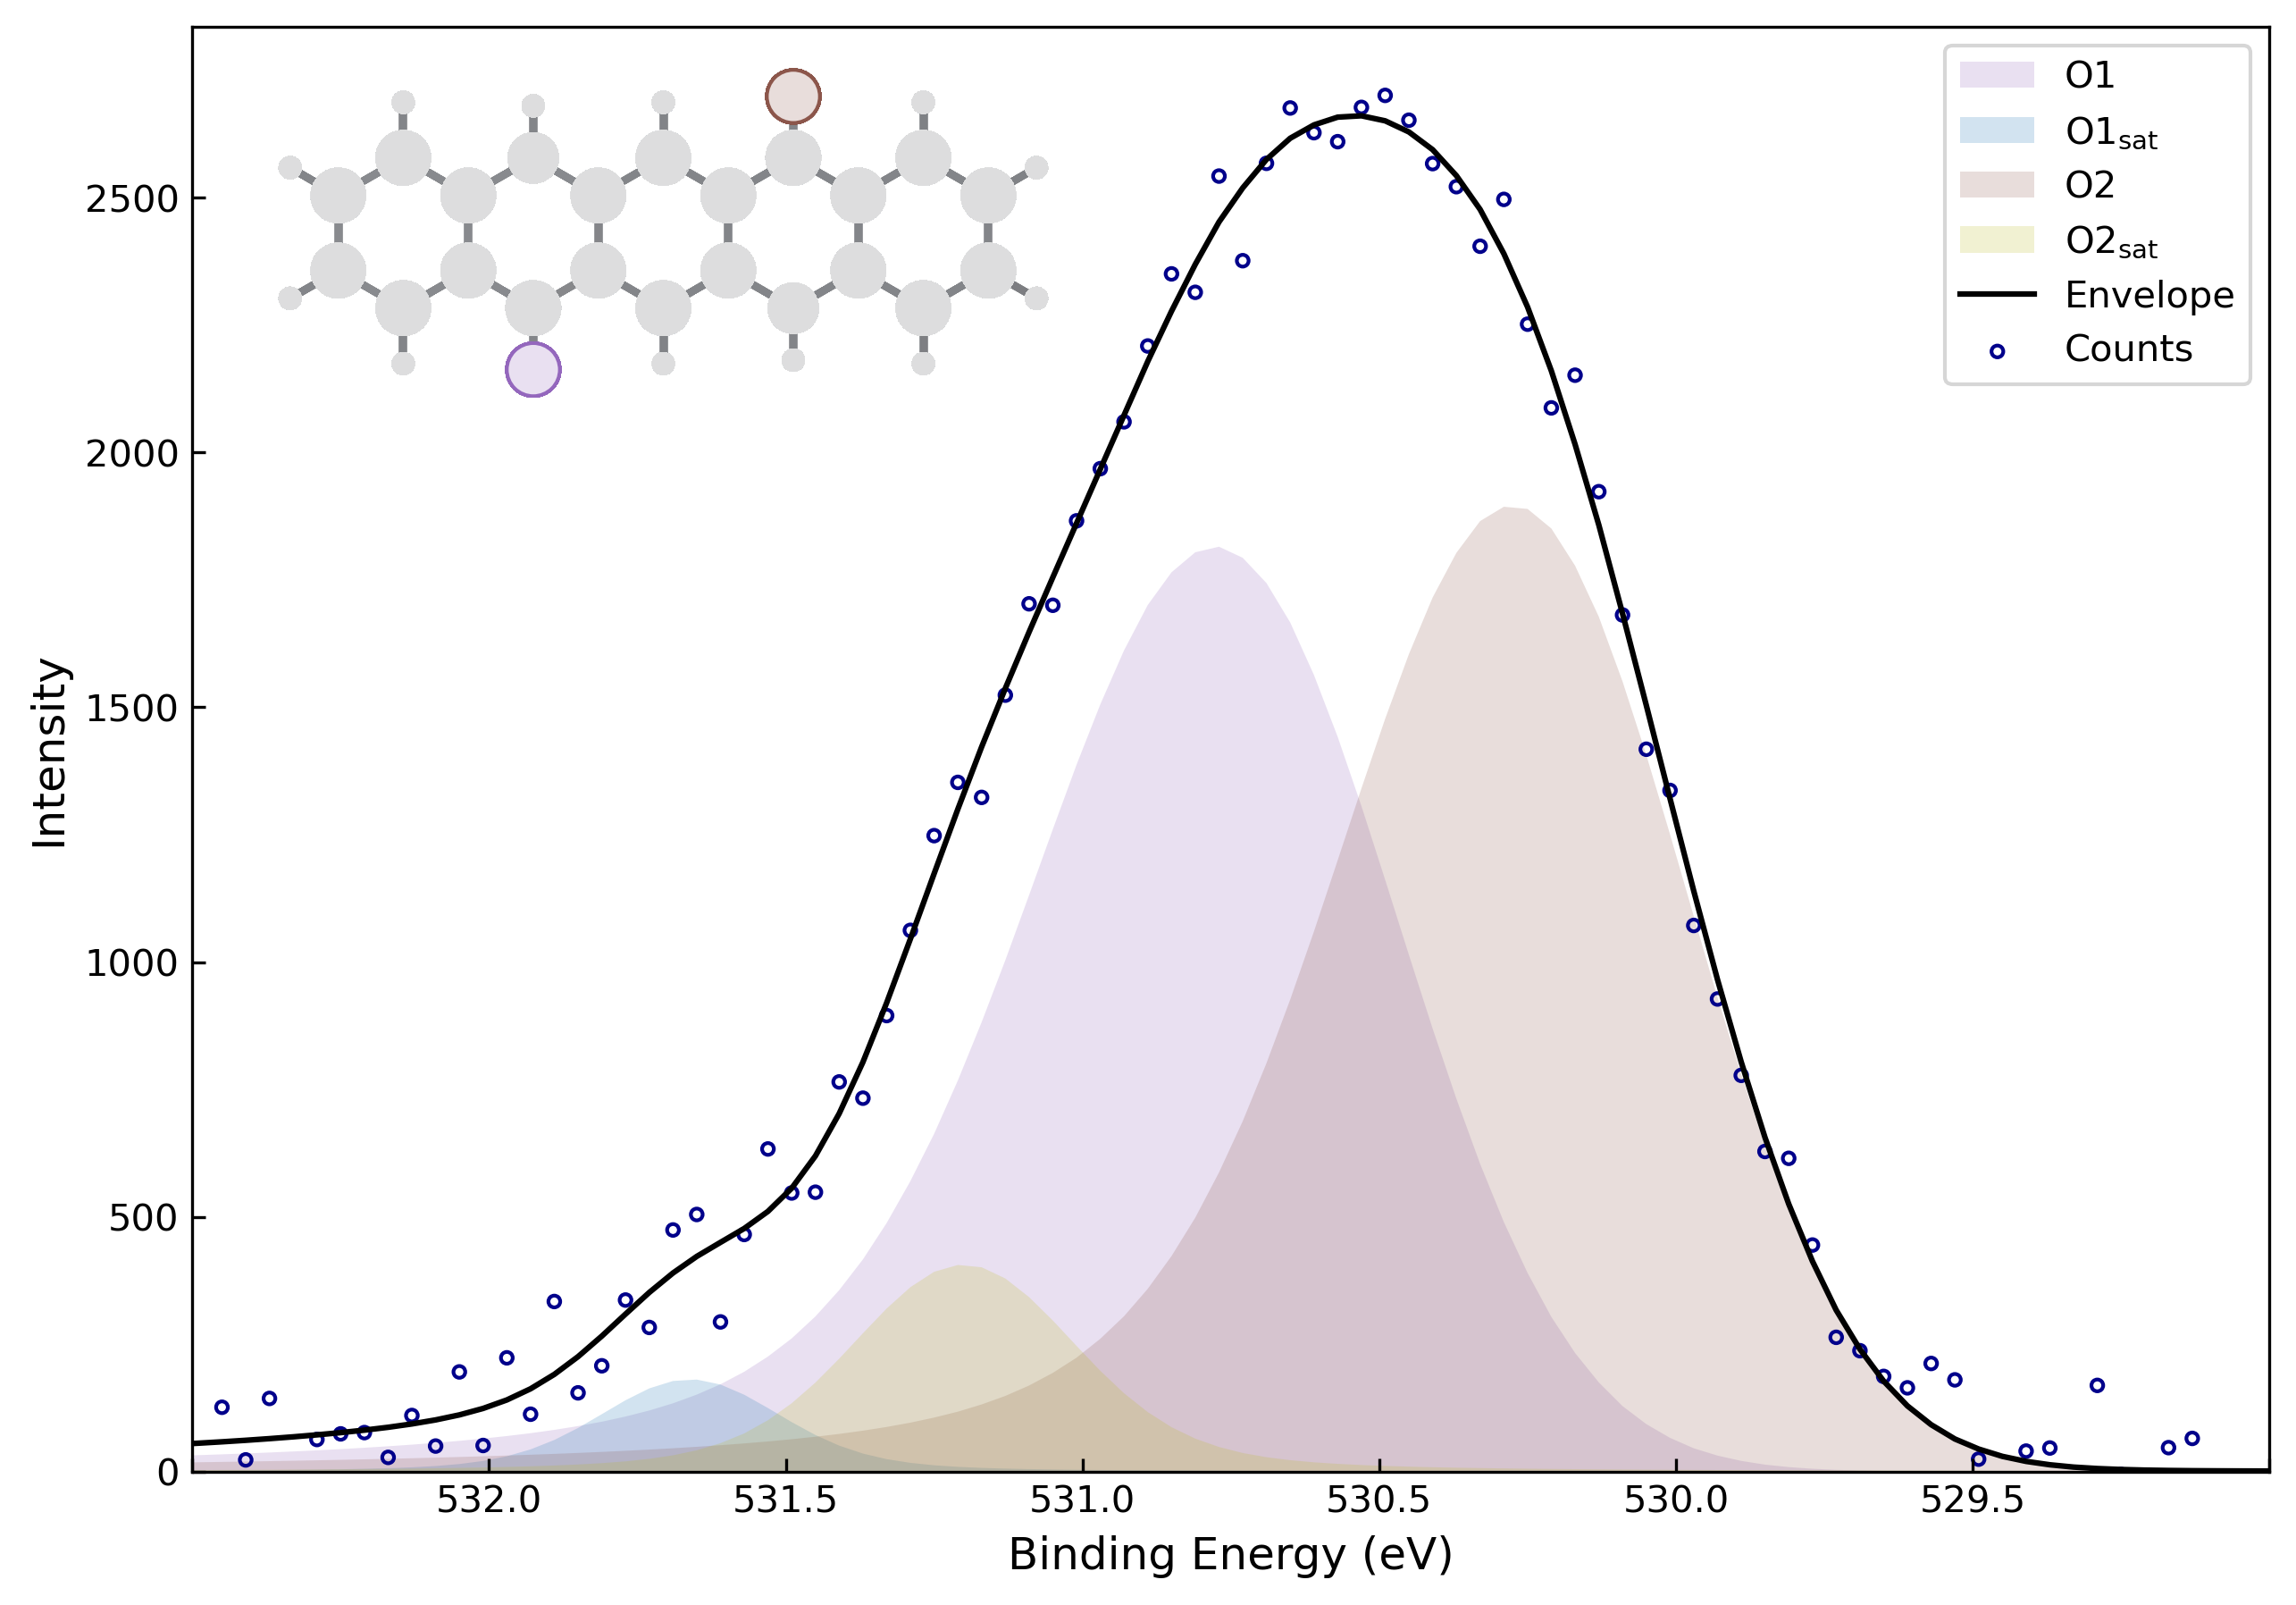 O1
O1sat
O2
O2sat
Envelope
Counts
2500
2000
1500
1000
500
0
Intensity
532.0 531.5 531.0 530.5 530.0 529.5
Binding Energy (eV)